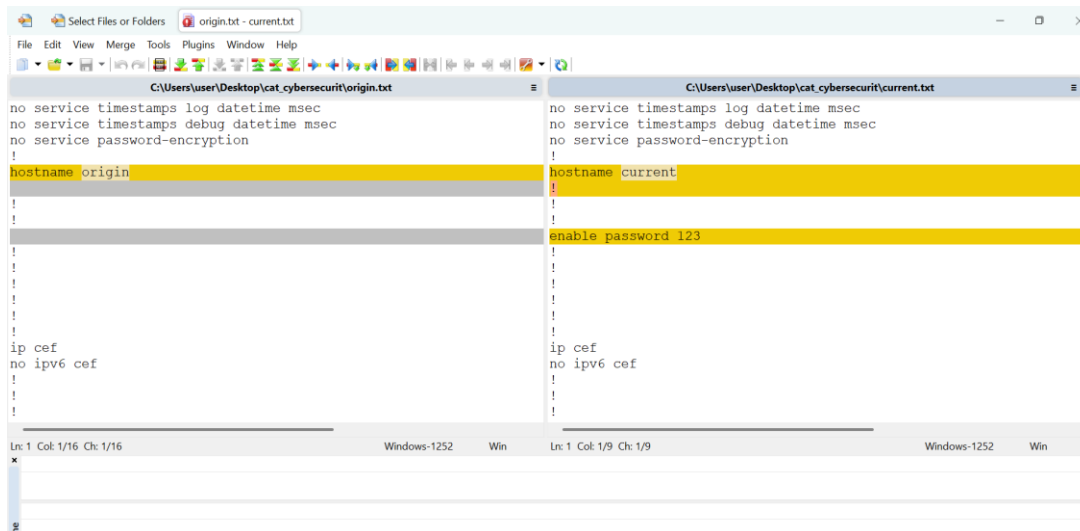 Select Files or Folders
origin.txt - current.txt
File Edit View Merge Tools Plugins Window Help
C:\Users\user\Desktop\cat_cybersecurit\origin.txt
no service timestamps log datetime msec
no service timestamps debug datetime msec
no service password-encryption
!
hostname origin
!
!
!
!
!
!
!
!
ip cef
no ipv6 cef
!
!
!
Ln: 1 Col: 1/16 Ch: 1/16
Windows-1252
Win
C:\Users\user\Desktop\cat_cybersecurit\current.txt
no service timestamps log datetime msec
no service timestamps debug datetime msec
no service password-encryption
!
hostname current
!
!
!
enable password 123
!
!
!
!
!
!
ip cef
no ipv6 cef
!
!
!
Ln: 1 Col: 1/9 Ch: 1/9
Windows-1252
Win